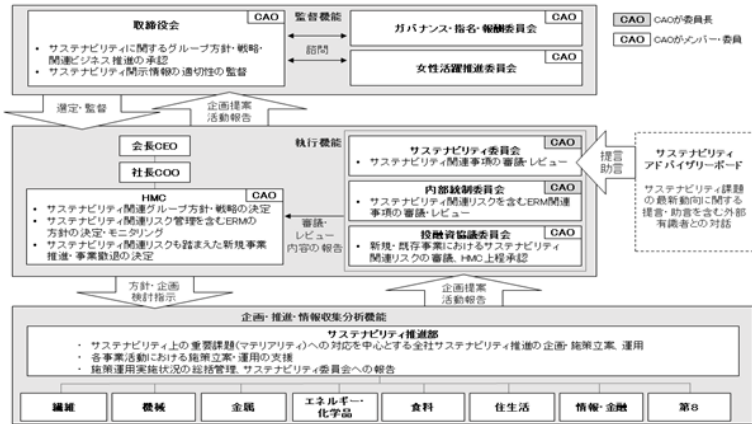 監督機能
取締役会
CAO
・ サステナビリティに関するグループ方針・戦略・
関連ビジネス推進の承認
・ サステナビリティ開示情報の適切性の監督
諮問
ガバナンス・指名・報酬委員会
CAO
女性活躍推進委員会
CAO
CAO CAOが委員長
CAO CAOがメンバー・委員
選定・監督
企画提案
活動報告
執行機能
会長CEO
社長COO
HMC
CAO
・ サステナビリティ関連グループ方針・戦略の決定
・ サステナビリティ関連リスク管理を含むERMの
方針の決定・モニタリング
・ サステナビリティ関連リスクも踏まえた新規事業
推進・事業撤退の決定
審議・
レビュー
内容の報告
サステナビリティ委員会
CAO
・ サステナビリティ関連事項の審議・レビュー
内部統制委員会
CAO
・ サステナビリティ関連リスクを含むERM関連
事項の審議・レビュー
投融資協議委員会
CAO
・ 新規・既存事業におけるサステナビリティ
関連リスクの審議、HMC上程承認
提言
助言
サステナビリティ
アドバイザリーボード
サステナビリティ課題
の最新動向に関する
提言・助言を含む外部
有識者との対話
方針・企画
検討指示
企画提案
活動報告
企画・推進・情報収集分析機能
サステナビリティ推進部
・ サステナビリティ上の重要課題(マテリアリティ)への対応を中心とする全社サステナビリティ推進の企画・施策立案、運用
・ 各事業活動における施策立案・運用の支援
・ 施策運用実施状況の総括管理、サステナビリティ委員会への報告
繊維
機械
金属
エネルギー・
化学品
食料
住生活
情報・金融
第8